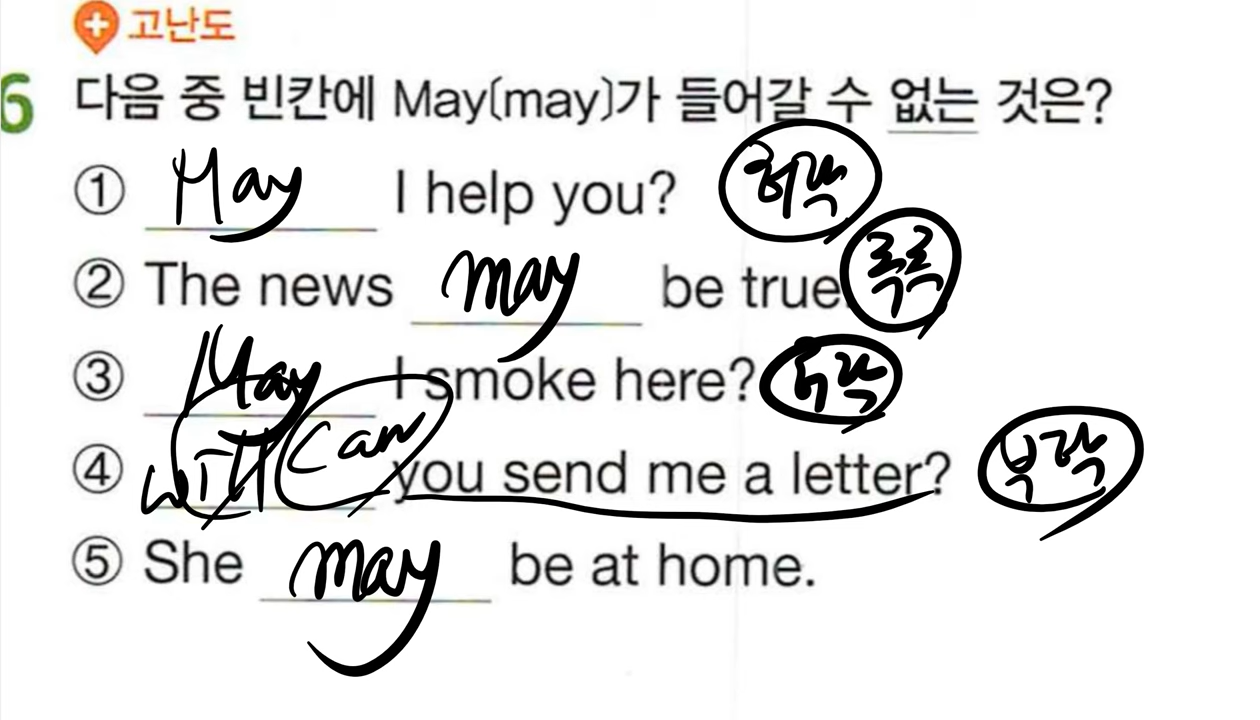 고난도
6 다음 중 빈칸에 May(may)가 들어갈 수 없는 것은?
① May I help you? 허락
② The news may be true.
③ May I smoke here? 허락
④ will can you send me a letter? 부탁
⑤ She may be at home.